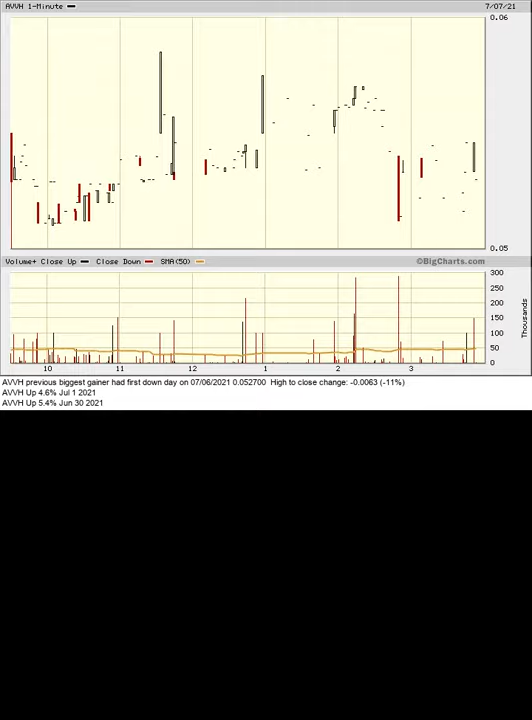 AVVH 1-Minute 7/07/21
0.06
0.05
Volume+ Close Up Close Down SMA(50) ©BigCharts.com
300
250
200
150
100
50
0
Thousands
10 11 12 1 2 3
AVVH previous biggest gainer had first down day on 07/06/2021 0.052700 High to close change: -0.0063 (-11%)
AVVH Up 4.6% Jul 1 2021
AVVH Up 5.4% Jun 30 2021